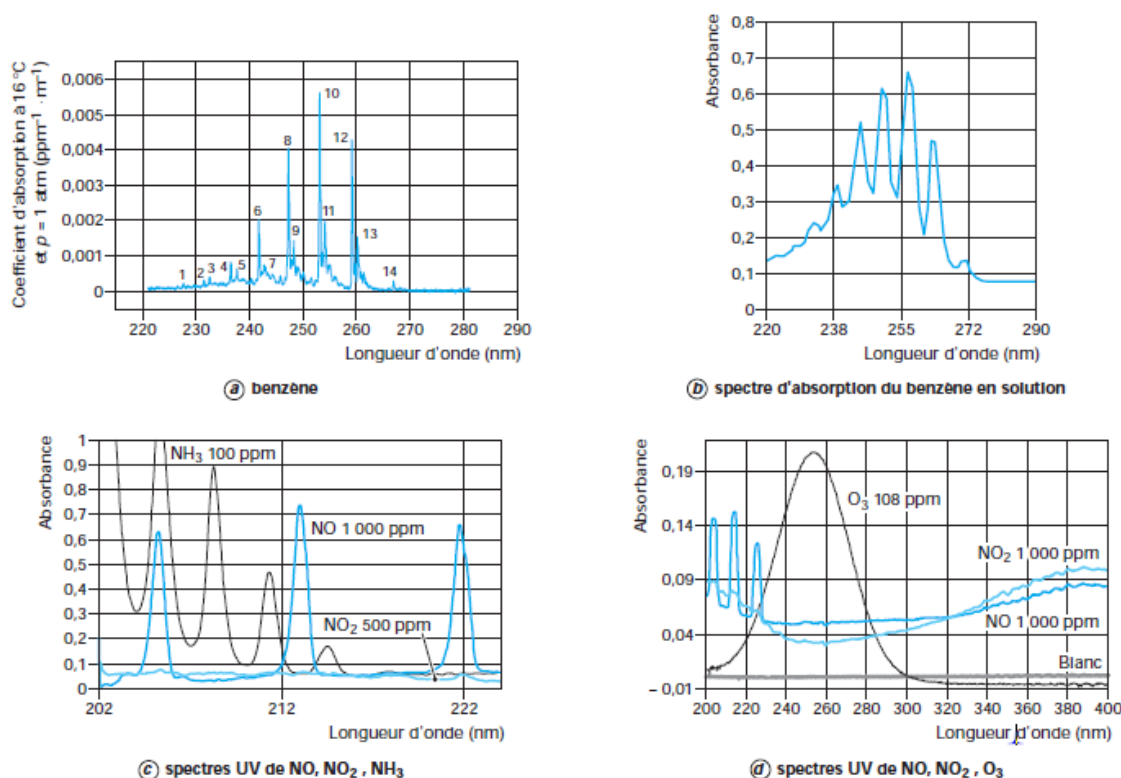 Coefficient d'absorption à 16 °C
et p = 1 atm (ppm⁻¹ · m⁻¹)
0,006
0,005
0,004
0,003
0,002
0,001
0
1
2
3
4
5
6
7
8
9
10
11
12
13
14
220
230
240
250
260
270
280
290
Longueur d'onde (nm)
a benzène
Absorbance
0,8
0,7
0,6
0,5
0,4
0,3
0,2
0,1
0
220
238
255
272
290
Longueur d'onde (nm)
b spectre d'absorption du benzène en solution
Absorbance
1
0,9
0,8
0,7
0,6
0,5
0,4
0,3
0,2
0,1
0
NH₃ 100 ppm
NO 1 000 ppm
NO₂ 500 ppm
202
212
222
Longueur d'onde (nm)
c spectres UV de NO, NO₂ , NH₃
Absorbance
0,19
0,14
0,09
0,04
– 0,01
O₃ 108 ppm
NO₂ 1 000 ppm
NO 1 000 ppm
Blanc
200 220 240 260 280 300 320 340 360 380 400
Longueur d'onde (nm)
d spectres UV de NO, NO₂ , O₃